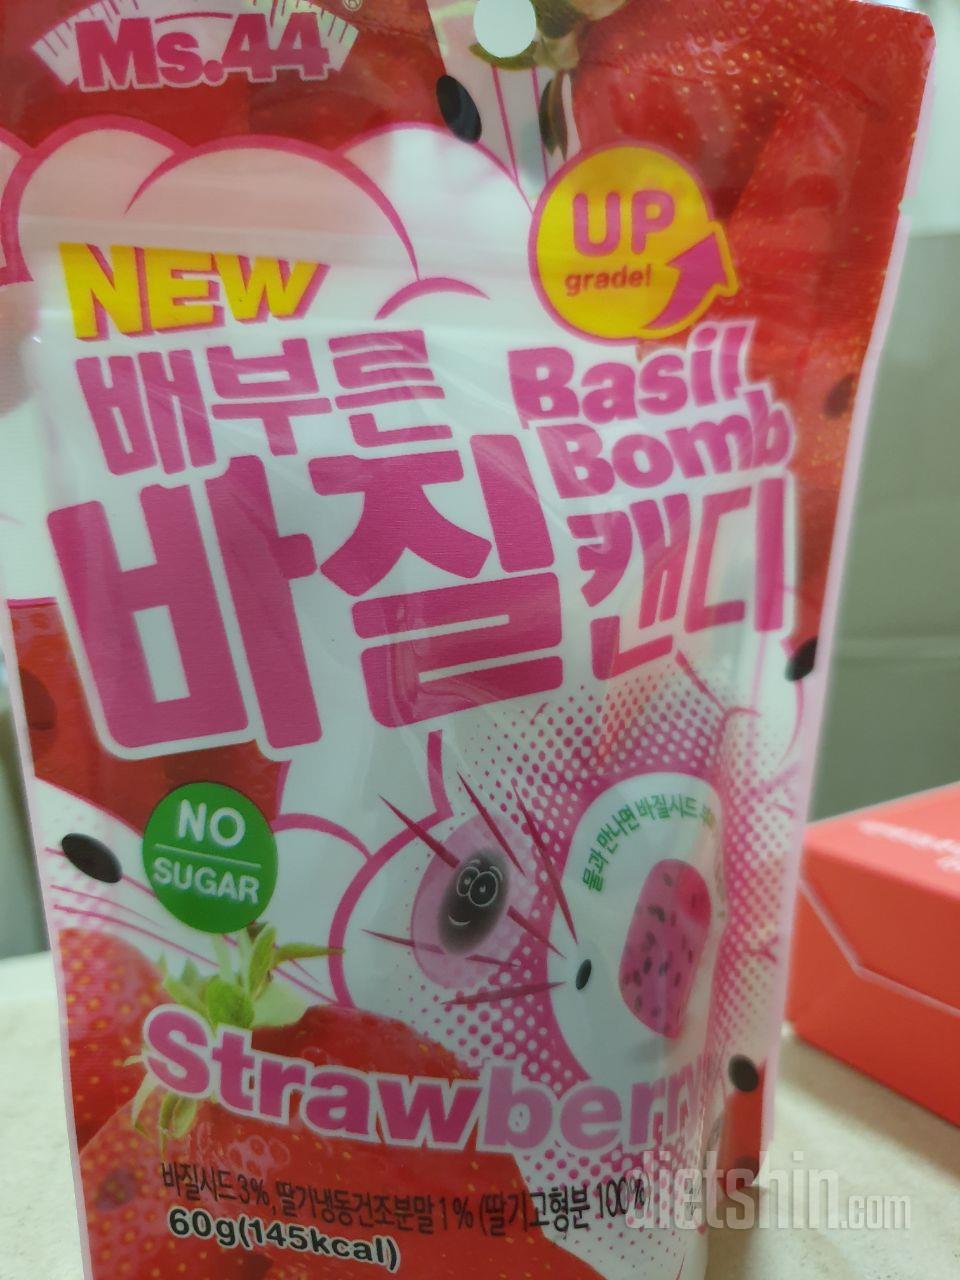 Ms.44
UP
grade!
NEW
배부른
Basil
Bomb
바질
캔디
NO
SUGAR
물과 만나면 바질시드
Strawberry
바질시드3%, 딸기냉동건조분말1% (딸기고형분 100%)
60g(145kcal)
dietshin.com